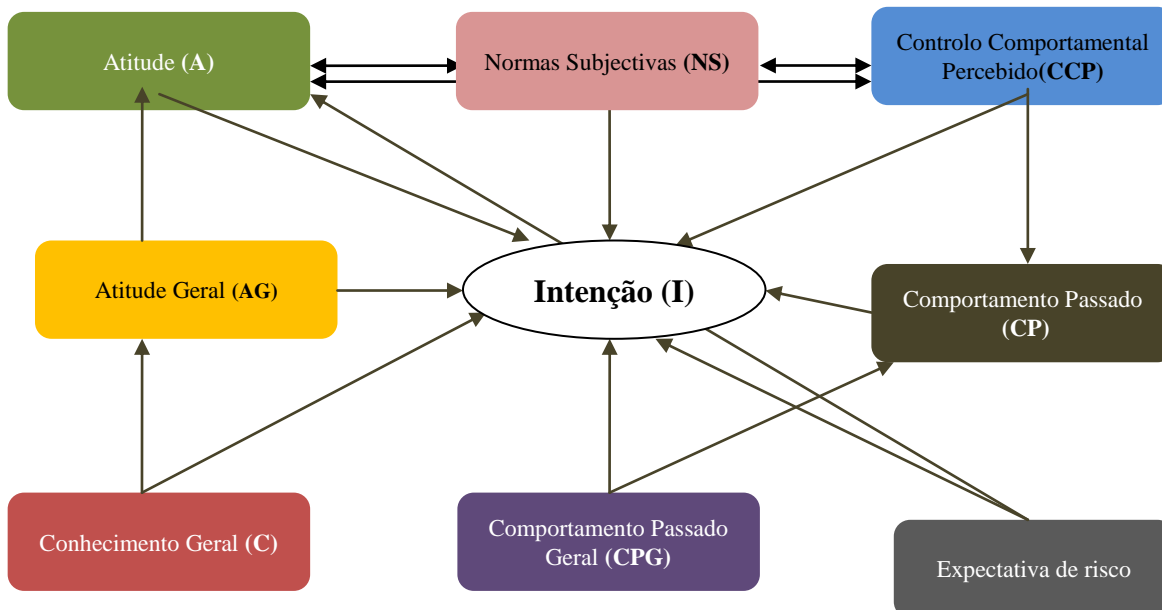 Atitude (A)
Normas Subjectivas (NS)
Controlo Comportamental
Percebido(CCP)
Atitude Geral (AG)
Intenção (I)
Comportamento Passado
(CP)
Conhecimento Geral (C)
Comportamento Passado
Geral (CPG)
Expectativa de risco